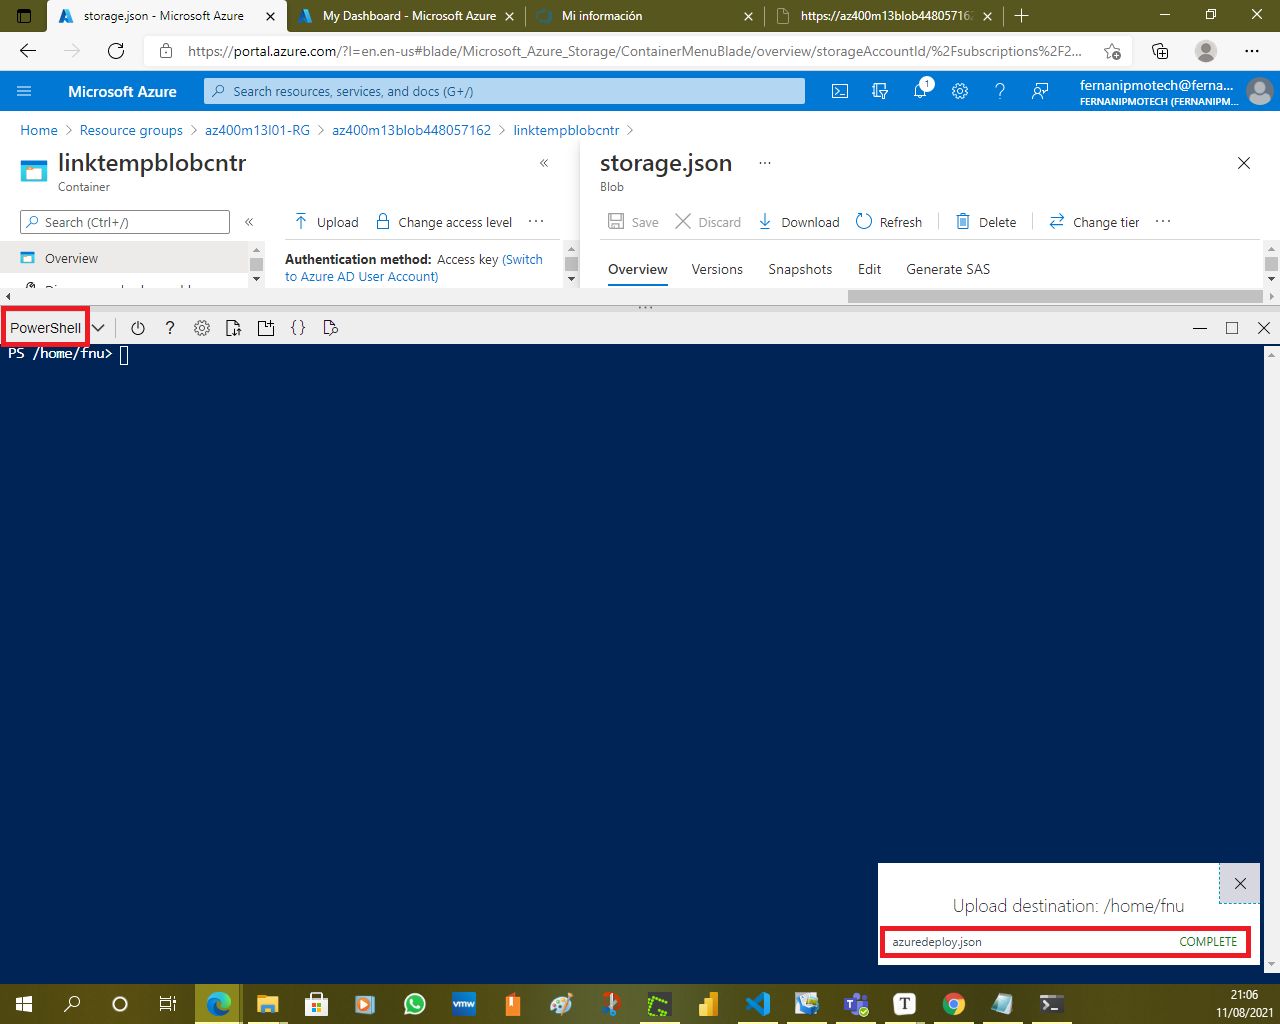 storage.json - Microsoft Azure
My Dashboard - Microsoft Azure
Mi información
https://az400m13blob448057162
https://portal.azure.com/?l=en.en-us#blade/Microsoft_Azure_Storage/ContainerMenuBlade/overview/storageAccountId/%2Fsubscriptions%2F2...
Microsoft Azure
Search resources, services, and docs (G+/)
1
fernanipmotech@ferna...
FERNANIPMOTECH (FERNANIPM...
Home > Resource groups > az400m13l01-RG > az400m13blob448057162 > linktempblobcntr >
linktempblobcntr
Container
Search (Ctrl+/)
Upload
Change access level
Overview
Authentication method: Access key (Switch
to Azure AD User Account)
storage.json
Blob
Save
Discard
Download
Refresh
Delete
Change tier
Overview
Versions
Snapshots
Edit
Generate SAS
PowerShell
?
{}
PS /home/fnu>
Upload destination: /home/fnu
azuredeploy.json
COMPLETE
vmw
T
21:06
11/08/2021